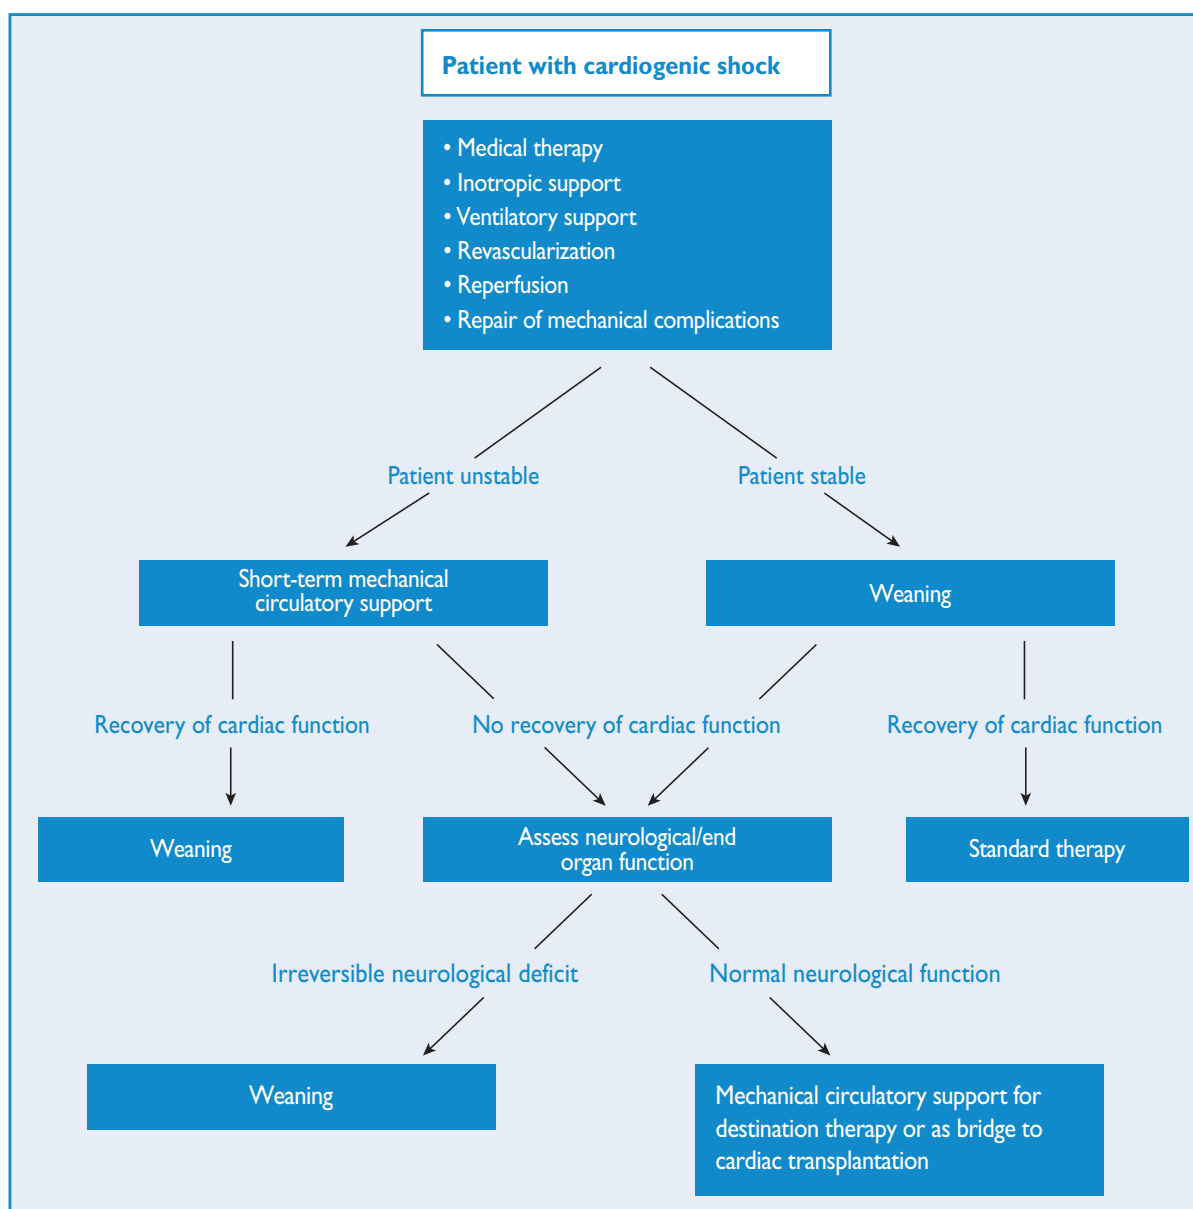 Patient with cardiogenic shock
• Medical therapy
• Inotropic support
• Ventilatory support
• Revascularization
• Reperfusion
• Repair of mechanical complications
Patient unstable
Patient stable
Short-term mechanical
circulatory support
Weaning
Recovery of cardiac function
No recovery of cardiac function
Recovery of cardiac function
Weaning
Assess neurological/end
organ function
Standard therapy
Irreversible neurological deficit
Normal neurological function
Weaning
Mechanical circulatory support for
destination therapy or as bridge to
cardiac transplantation